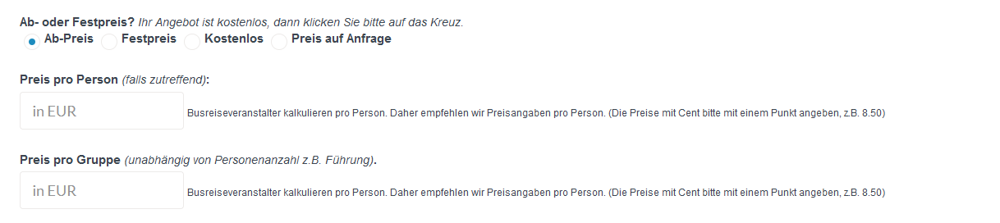 Ab- oder Festpreis? Ihr Angebot ist kostenlos, dann klicken Sie bitte auf das Kreuz.
Ab-Preis Festpreis Kostenlos Preis auf Anfrage
Preis pro Person (falls zutreffend):
in EUR Busreiseveranstalter kalkulieren pro Person. Daher empfehlen wir Preisangaben pro Person. (Die Preise mit Cent bitte mit einem Punkt angeben, z.B. 8.50)
Preis pro Gruppe (unabhängig von Personenanzahl z.B. Führung).
in EUR Busreiseveranstalter kalkulieren pro Person. Daher empfehlen wir Preisangaben pro Person. (Die Preise mit Cent bitte mit einem Punkt angeben, z.B. 8.50)